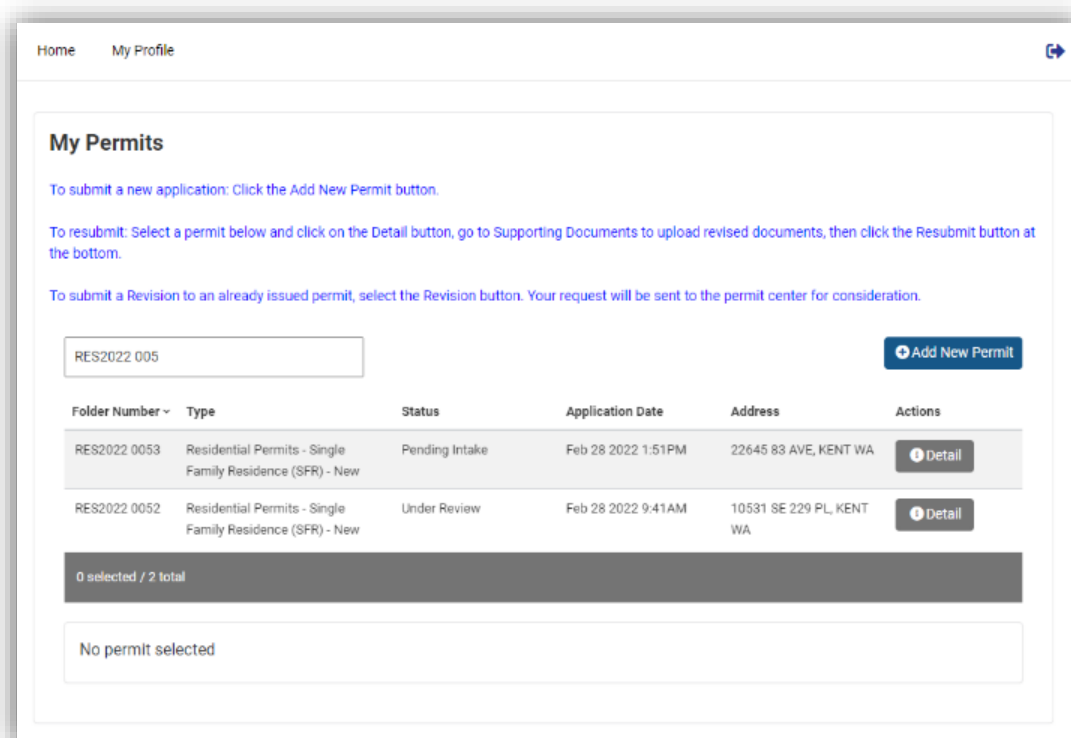 Home My Profile
My Permits
To submit a new application: Click the Add New Permit button.
To resubmit: Select a permit below and click on the Detail button, go to Supporting Documents to upload revised documents, then click the Resubmit button at
the bottom.
To submit a Revision to an already issued permit, select the Revision button. Your request will be sent to the permit center for consideration.
RES2022 005 Add New Permit
Folder Number Type Status Application Date Address Actions
RES2022 0053 Residential Permits - Single Pending Intake Feb 28 2022 1:51PM 22645 83 AVE, KENT WA Detail
Family Residence (SFR) - New
RES2022 0052 Residential Permits - Single Under Review Feb 28 2022 9:41AM 10531 SE 229 PL, KENT Detail
Family Residence (SFR) - New WA
0 selected / 2 total
No permit selected